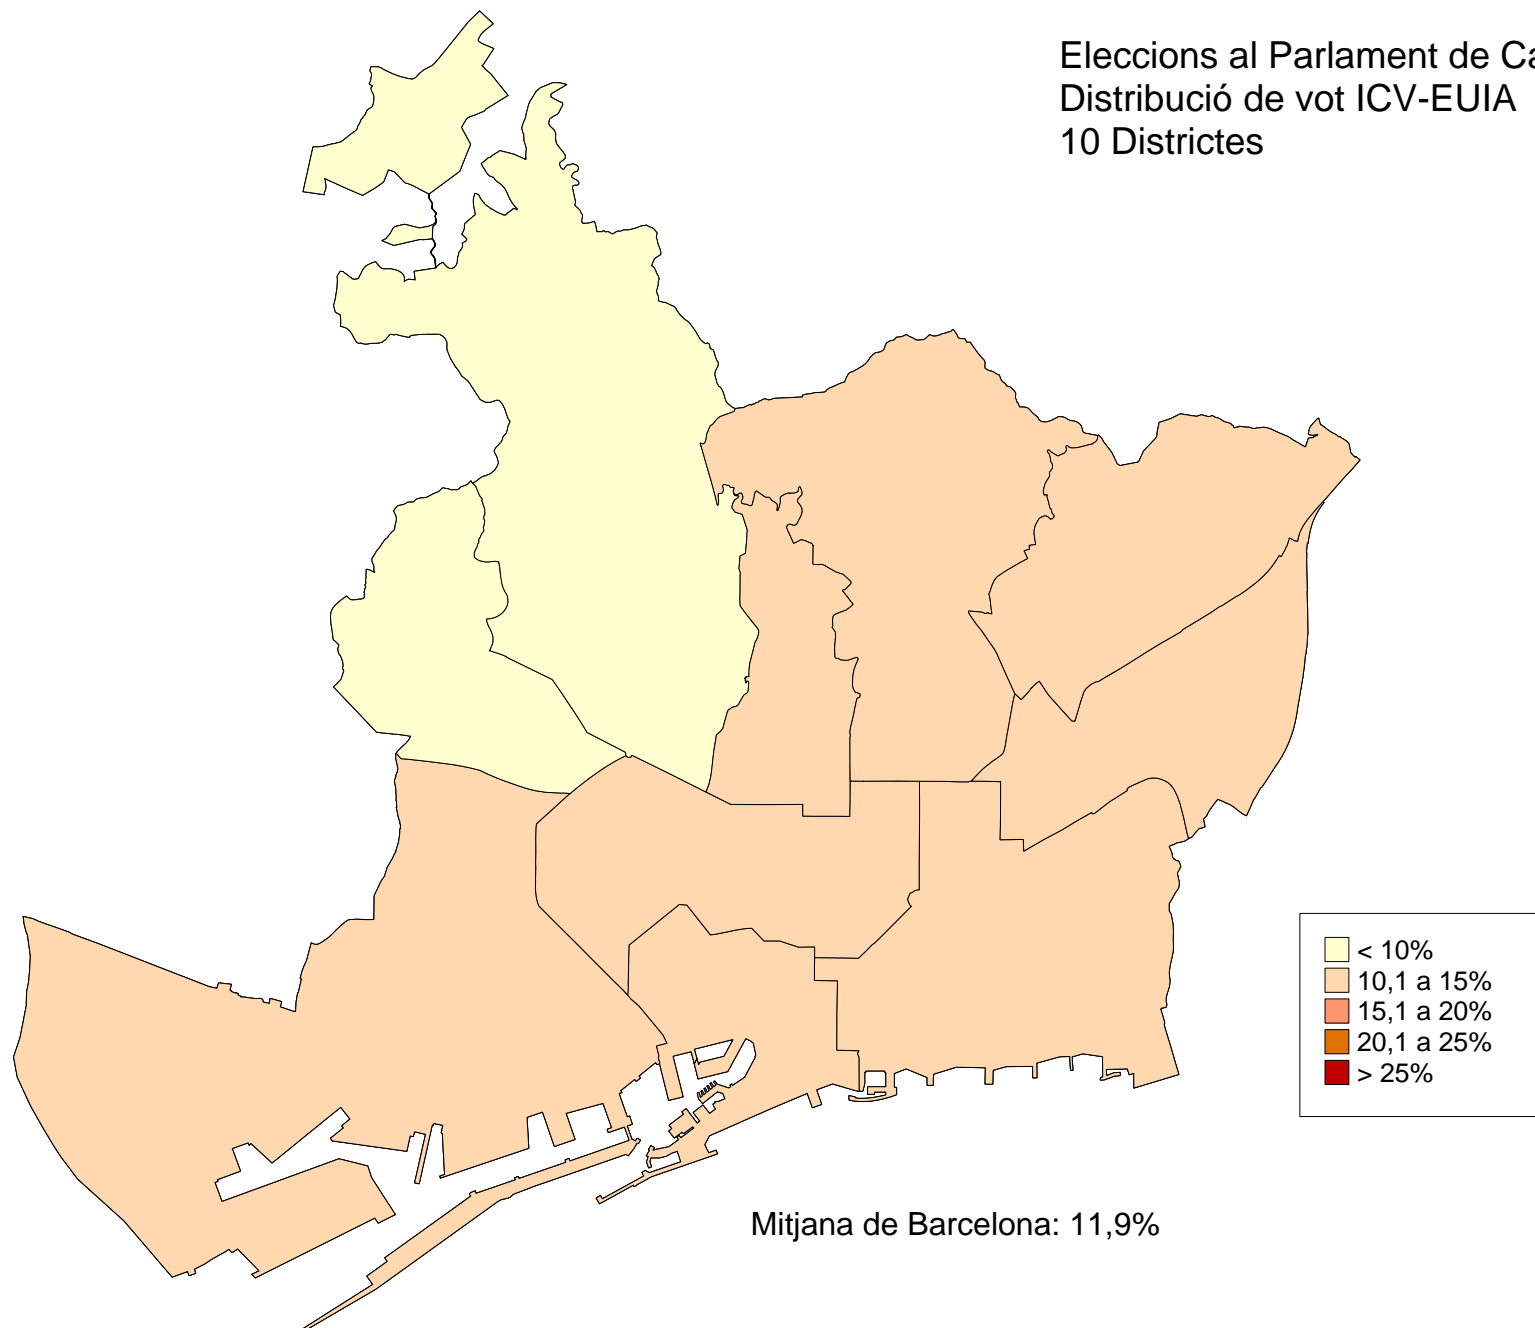 Eleccions al Parlament de Ca
Distribució de vot ICV-EUIA
10 Districtes
< 10%
10,1 a 15%
15,1 a 20%
20,1 a 25%
> 25%
Mitjana de Barcelona: 11,9%